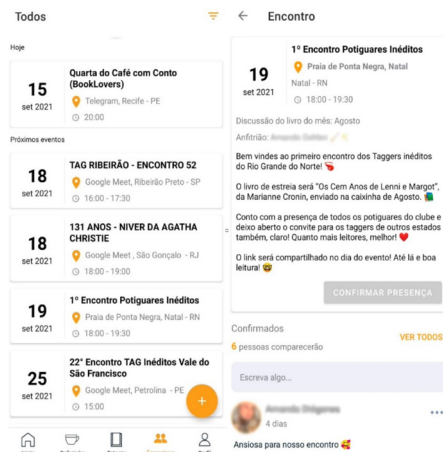 Todos
Hoje
15
set 2021
Quarta do Café com Conto
(BookLovers)
Telegram, Recife - PE
20:00
Próximos eventos
18
set 2021
TAG RIBEIRÃO - ENCONTRO 52
Google Meet, Ribeirão Preto - SP
16:00 - 17:30
18
set 2021
131 ANOS - NIVER DA AGATHA
CHRISTIE
Google Meet , São Gonçalo - RJ
18:00 - 19:00
19
set 2021
1º Encontro Potiguares Inéditos
Praia de Ponta Negra, Natal - RN
18:00 - 19:30
25
set 2021
22° Encontro TAG Inéditos Vale do
São Francisco
Google Meet, Petrolina - PE
15:00
+
Encontro
19
set 2021
1º Encontro Potiguares Inéditos
Praia de Ponta Negra, Natal
Natal - RN
18:00 - 19:30
Discussão do livro do mês: Agosto
Anfitrião:
Bem vindes ao primeiro encontro dos Taggers inéditos
do Rio Grande do Norte! 🦐
O livro de estreia será "Os Cem Anos de Lenni e Margot",
da Marianne Cronin, enviado na caixinha de Agosto. 📚
Conto com a presença de todos os potiguares do clube e
deixo aberto o convite para os taggers de outros estados
também, claro! Quanto mais leitores, melhor! ❤️
O link será compartilhado no dia do evento! Até lá e boa
leitura! 🤓
CONFIRMAR PRESENÇA
Confirmados
6 pessoas comparecerão
VER TODOS
Escreva algo...
4 dias
Ansiosa para nosso encontro 🥰